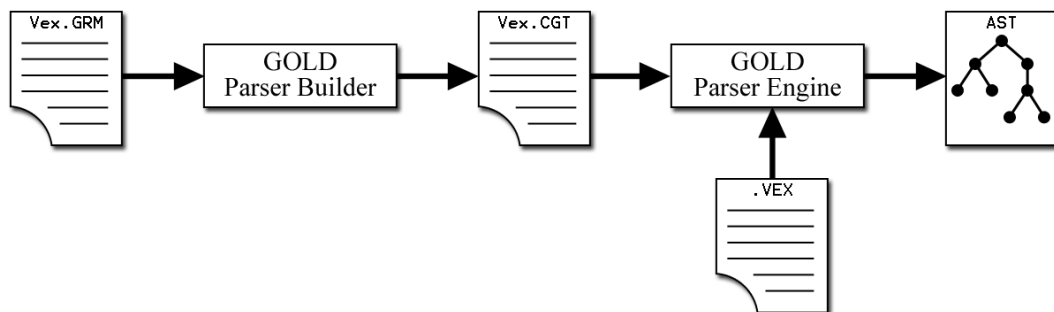 Vex.GRM
GOLD
Parser Builder
Vex.CGT
GOLD
Parser Engine
AST
.VEX